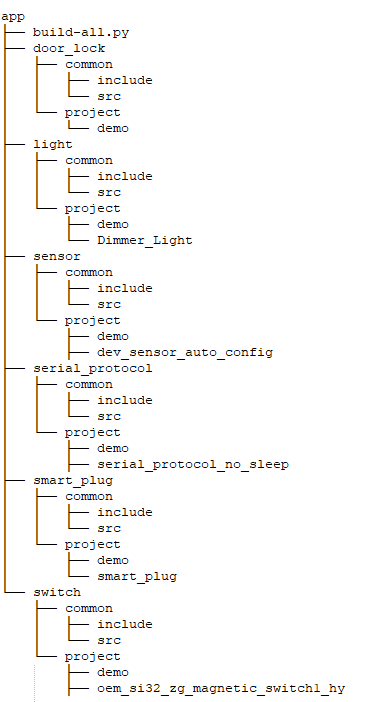 app
build-all.py
door_lock
common
include
src
project
demo
light
common
include
src
project
demo
Dimmer_Light
sensor
common
include
src
project
demo
dev_sensor_auto_config
serial_protocol
common
include
src
project
demo
serial_protocol_no_sleep
smart_plug
common
include
src
project
demo
smart_plug
switch
common
include
src
project
demo
oem_si32_zg_magnetic_switch1_hy